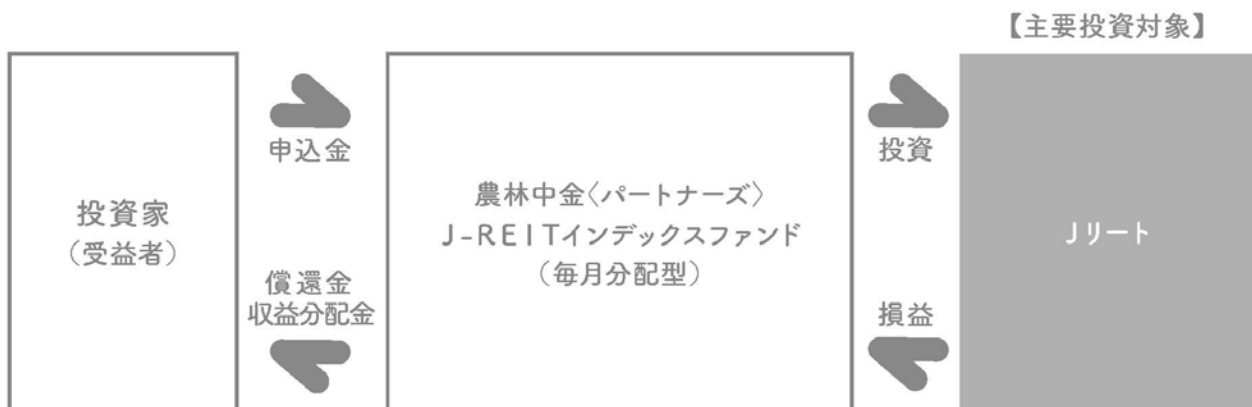 【主要投資対象】
申込金
投資
投資家
（受益者）
農林中金〈パートナーズ〉
J-REITインデックスファンド
（毎月分配型）
Jリート
償還金
収益分配金
損益